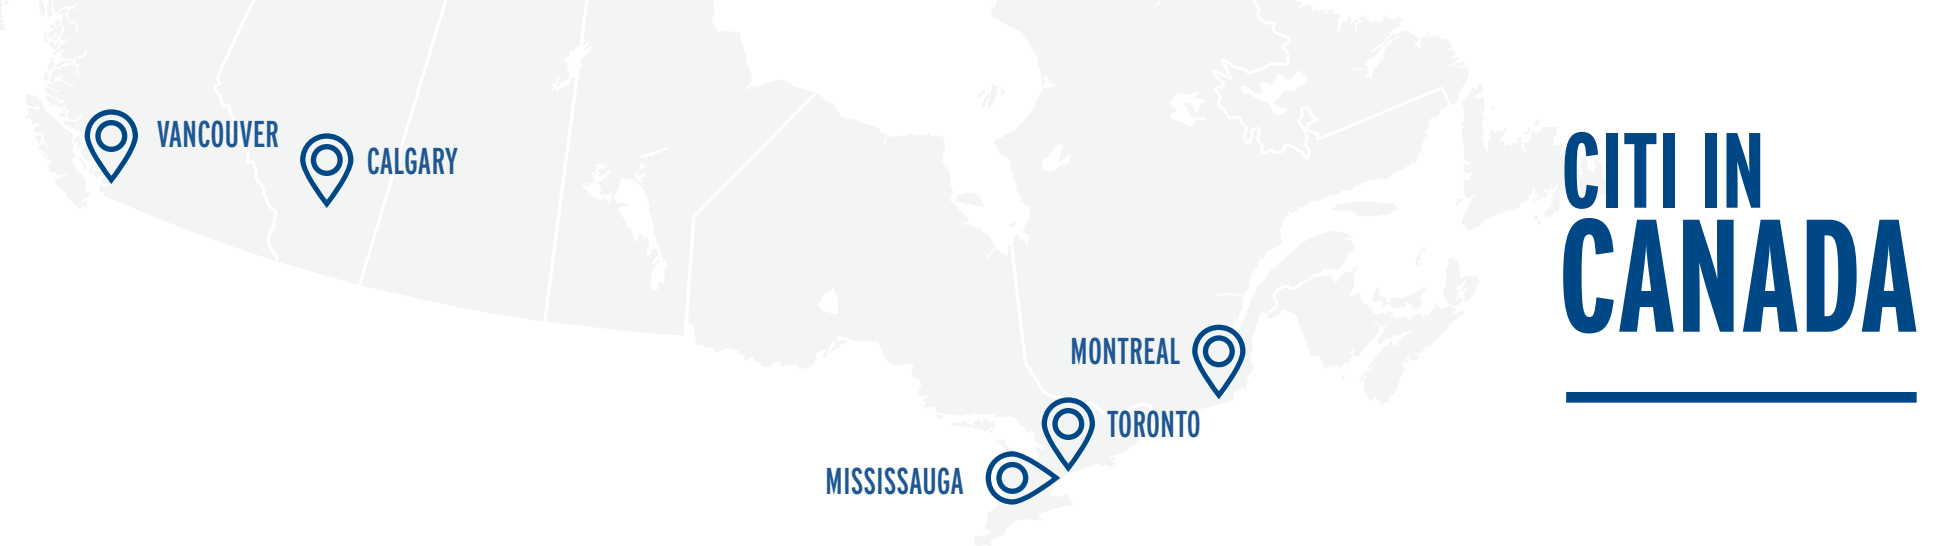 VANCOUVER
CALGARY
MONTREAL
TORONTO
MISSISSAUGA
CITI IN
CANADA